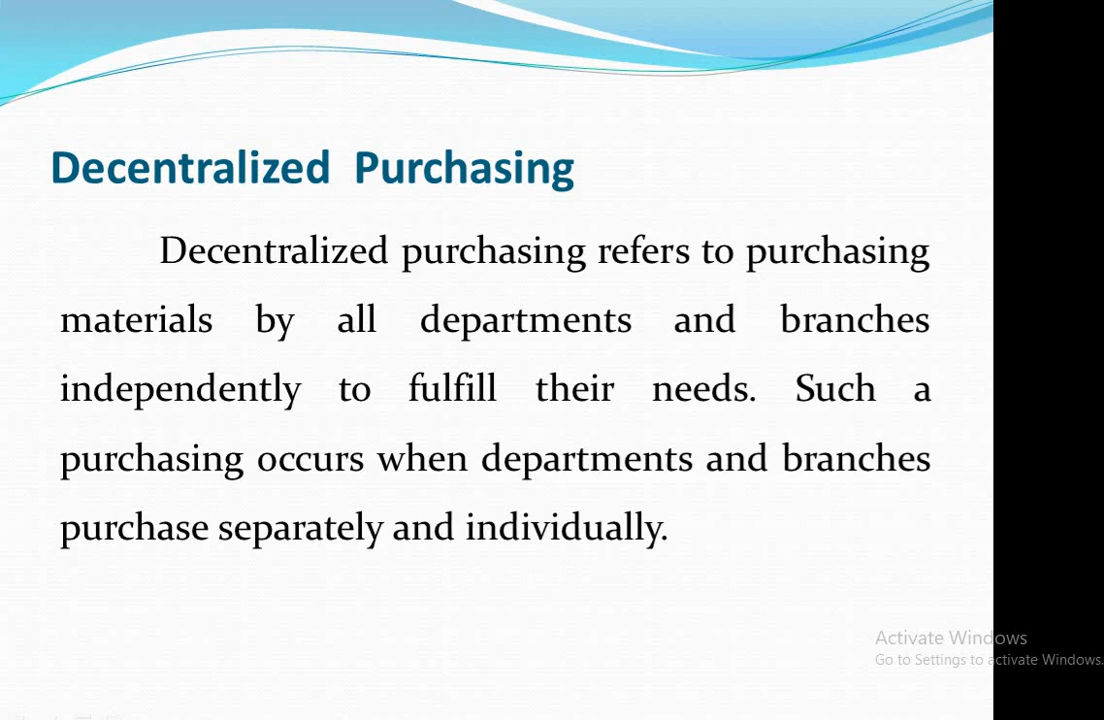 Decentralized Purchasing
Decentralized purchasing refers to purchasing
materials by all departments and branches
independently to fulfill their needs. Such a
purchasing occurs when departments and branches
purchase separately and individually.
Activate Windows
Go to Settings to activate Windows.